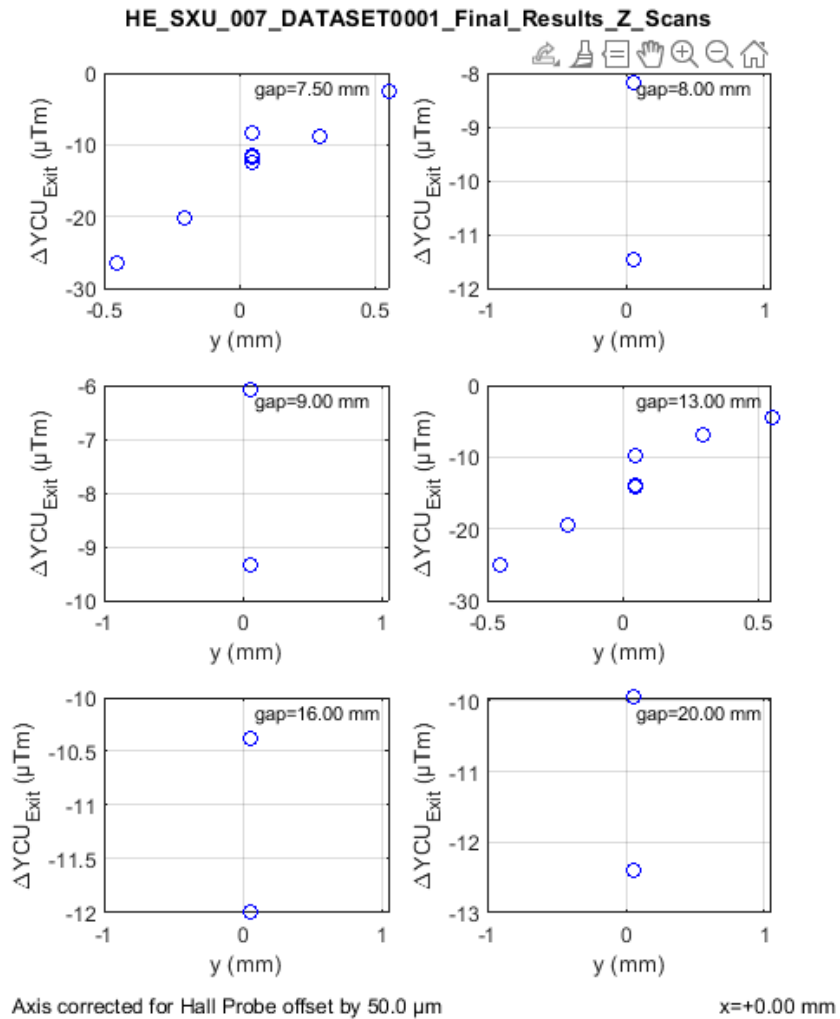 HE_SXU_007_DATASET0001_Final_Results_Z_Scans
gap=7.50 mm
0
-10
-20
-30
-0.5 0 0.5
y (mm)
ΔYCU_Exit (µTm)
gap=8.00 mm
-8
-9
-10
-11
-12
-1 0 1
y (mm)
ΔYCU_Exit (µTm)
gap=9.00 mm
-6
-7
-8
-9
-10
-1 0 1
y (mm)
ΔYCU_Exit (µTm)
gap=13.00 mm
0
-10
-20
-30
-0.5 0 0.5
y (mm)
ΔYCU_Exit (µTm)
gap=16.00 mm
-10
-10.5
-11
-11.5
-12
-1 0 1
y (mm)
ΔYCU_Exit (µTm)
gap=20.00 mm
-10
-11
-12
-13
-1 0 1
y (mm)
ΔYCU_Exit (µTm)
Axis corrected for Hall Probe offset by 50.0 µm
x=+0.00 mm